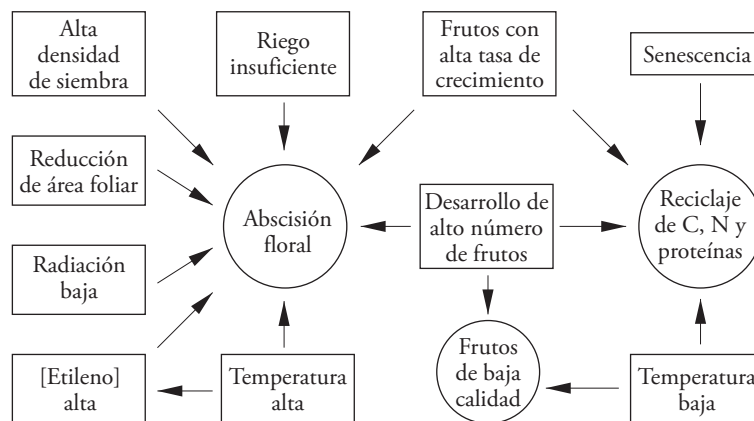 Alta
densidad
de siembra
Riego
insuficiente
Frutos con
alta tasa de
crecimiento
Senescencia
Reducción
de área foliar
Abscisión
floral
Desarrollo de
alto número
de frutos
Reciclaje
de C, N y
proteínas
Radiación
baja
[Etileno]
alta
Temperatura
alta
Frutos
de baja
calidad
Temperatura
baja